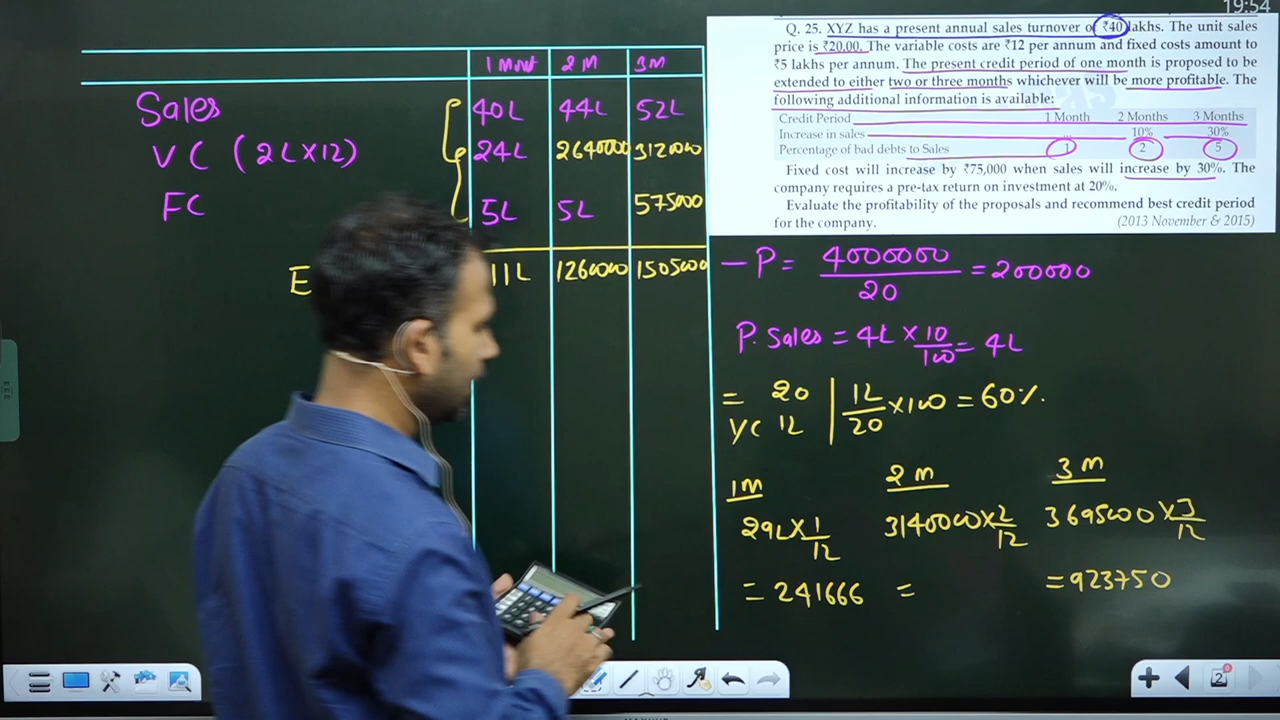 19:54
Q. 25. XYZ has a present annual sales turnover of ₹40 lakhs. The unit sales
price is ₹20.00. The variable costs are ₹12 per annum and fixed costs amount to
₹5 lakhs per annum. The present credit period of one month is proposed to be
extended to either two or three months whichever will be more profitable. The
following additional information is available:
Credit Period 1 Month 2 Months 3 Months
Increase in sales ... 10% 30%
Percentage of bad debts to Sales 1 2 5
Fixed cost will increase by ₹75,000 when sales will increase by 30%. The
company requires a pre-tax return on investment at 20%.
Evaluate the profitability of the proposals and recommend best credit period
for the company. (2013 November & 2015)
2M 3M
Sales 40L 44L 52L
VC (2L×12) 24L 2640000 3120000
FC 5L 5L 575000
E 11L 1260000 1505000
— P = 4000000/20 = 200000
P. Sales = 4L × 10/100 = 4L
= 20 | 12/20 × 100 = 60%.
VC 12
1M 2M 3M
29L × 1/12 3140000 × 2/12 3695000 × 3/12
= 241666 = = 923750
2